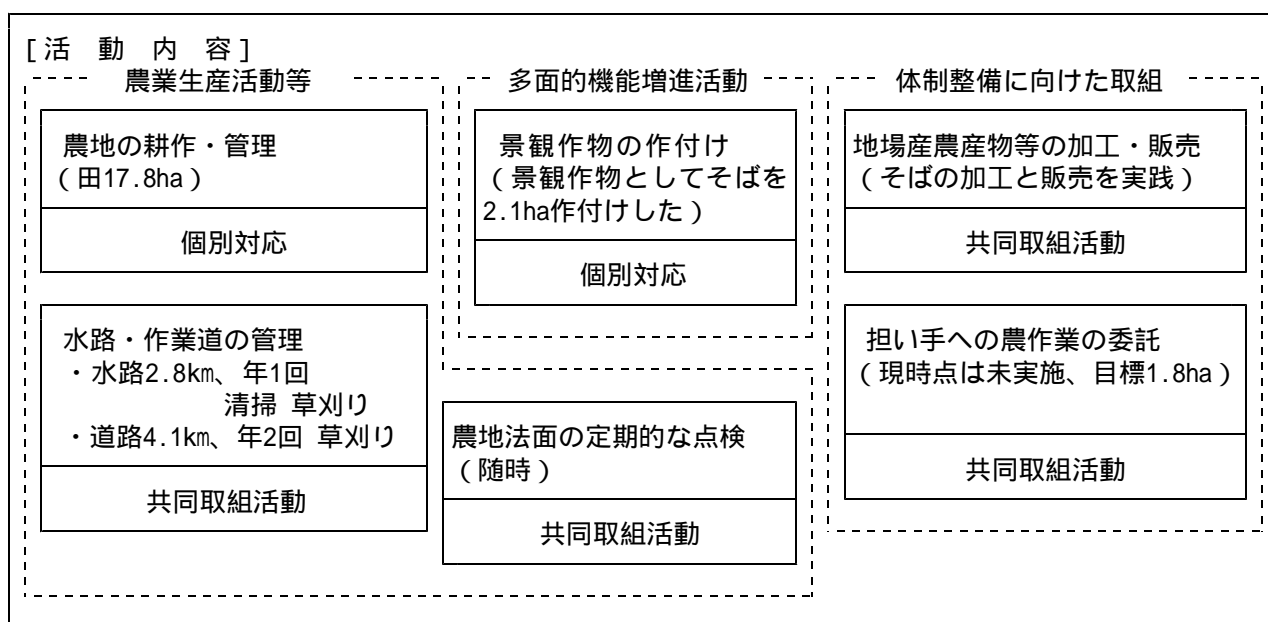 [活 動 内 容]
農業生産活動等
農地の耕作・管理
(田17.8ha)
個別対応
水路・作業道の管理
・水路2.8km、年1回
清掃 草刈り
・道路4.1km、年2回 草刈り
共同取組活動
農地法面の定期的な点検
(随時)
共同取組活動
多面的機能増進活動
景観作物の作付け
(景観作物としてそばを
2.1ha作付けした)
個別対応
体制整備に向けた取組
地場産農産物等の加工・販売
(そばの加工と販売を実践)
共同取組活動
担い手への農作業の委託
(現時点は未実施、目標1.8ha)
共同取組活動